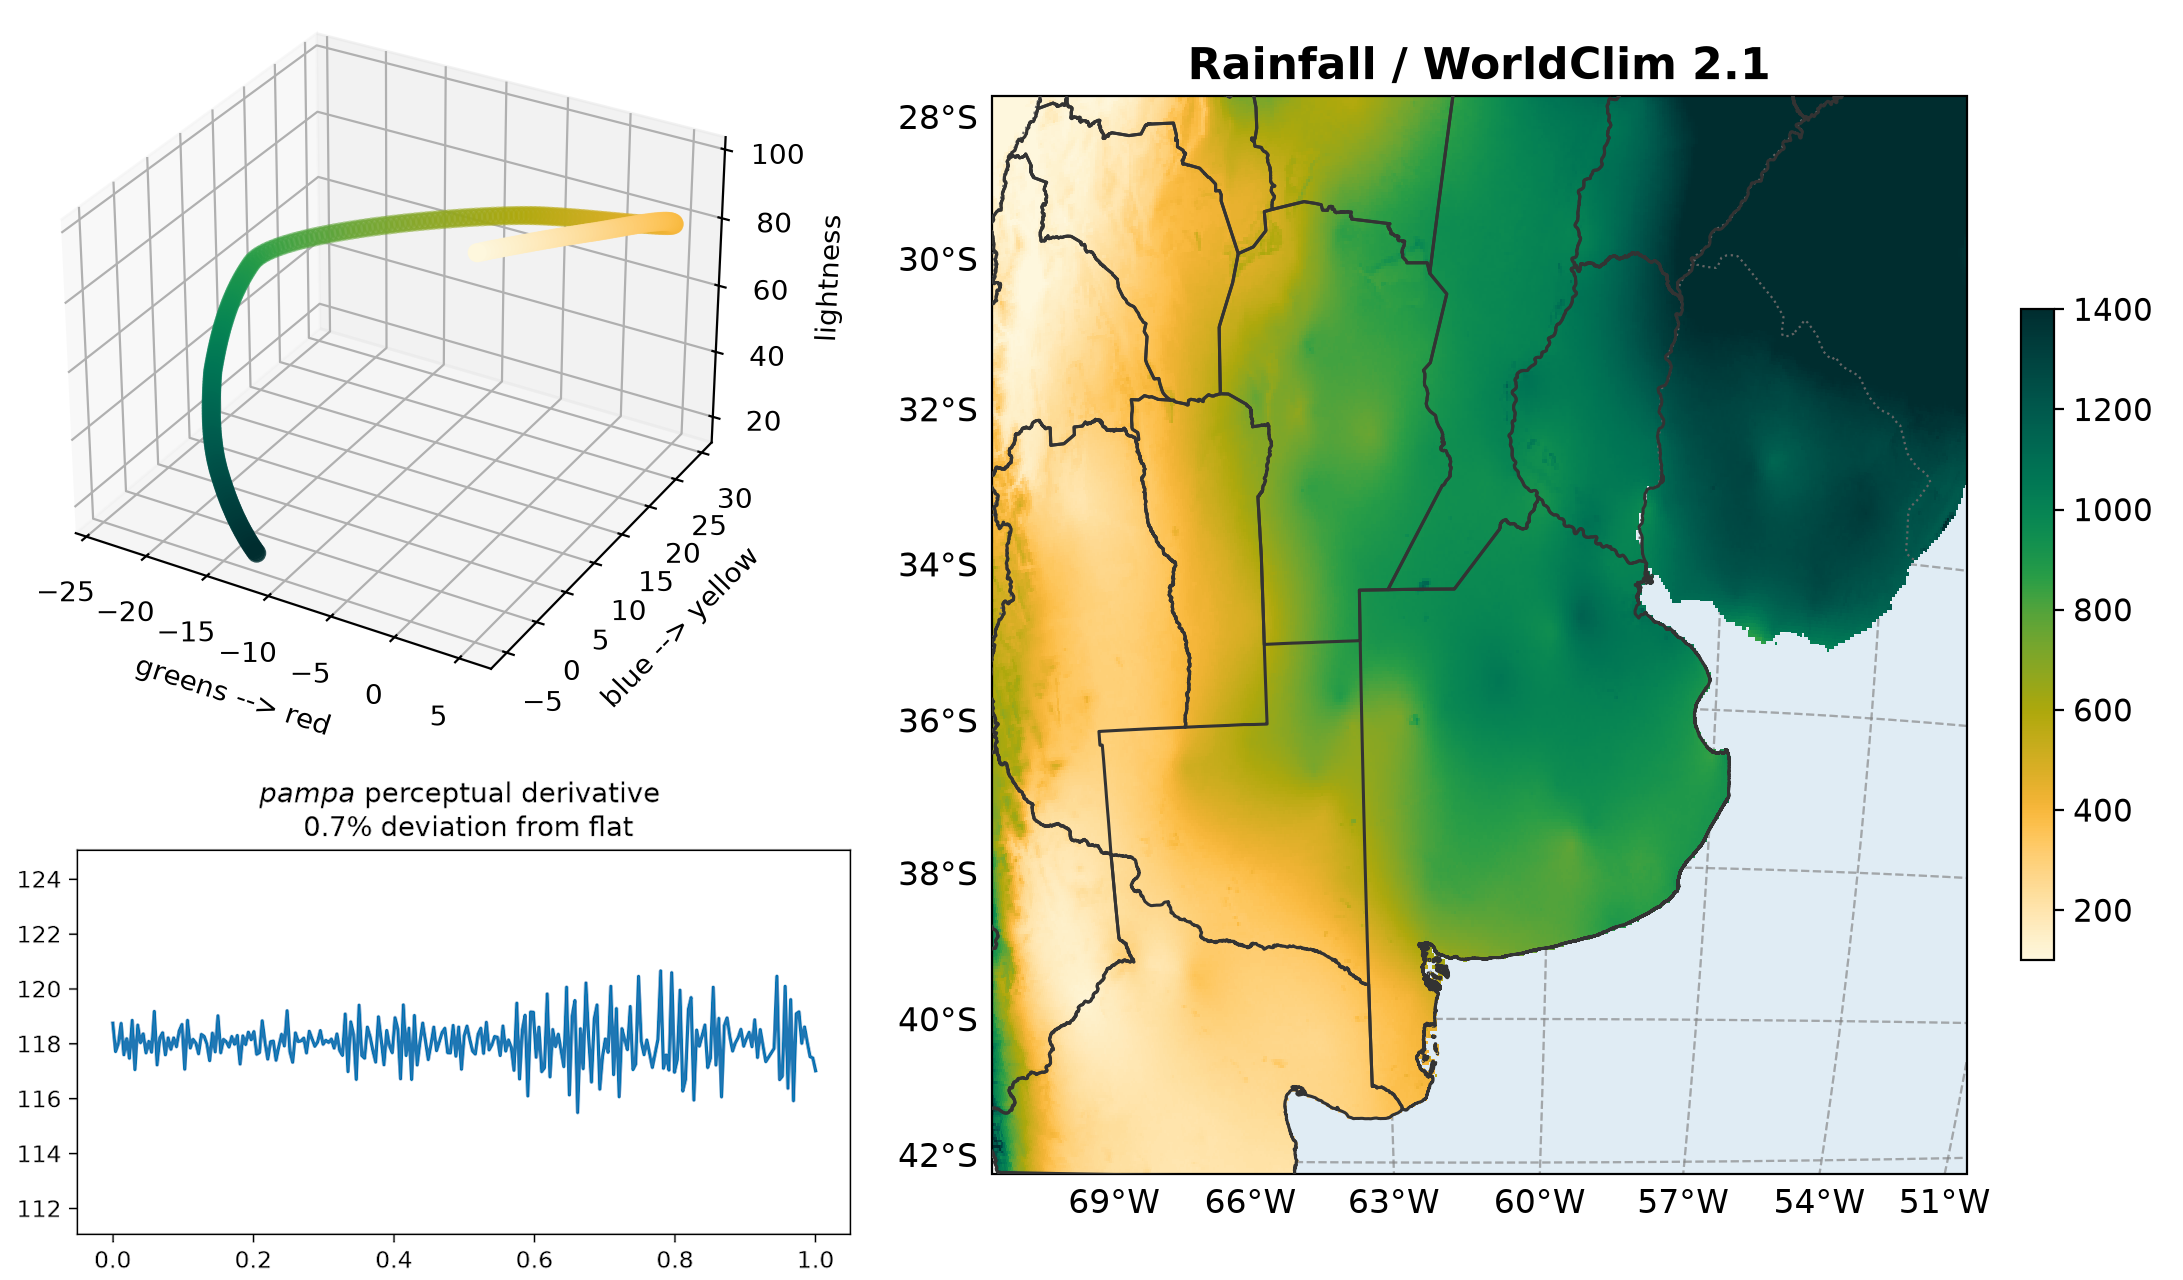 100
80
60
40
20
lightness
30
25
20
15
10
5
0
−5
blue --> yellow
−25
−20
−15
−10
−5
0
5
greens --> red
pampa perceptual derivative
0.7% deviation from flat
124
122
120
118
116
114
112
0.0 0.2 0.4 0.6 0.8 1.0
Rainfall / WorldClim 2.1
28°S
30°S
32°S
34°S
36°S
38°S
40°S
42°S
69°W 66°W 63°W 60°W 57°W 54°W 51°W
1400
1200
1000
800
600
400
200